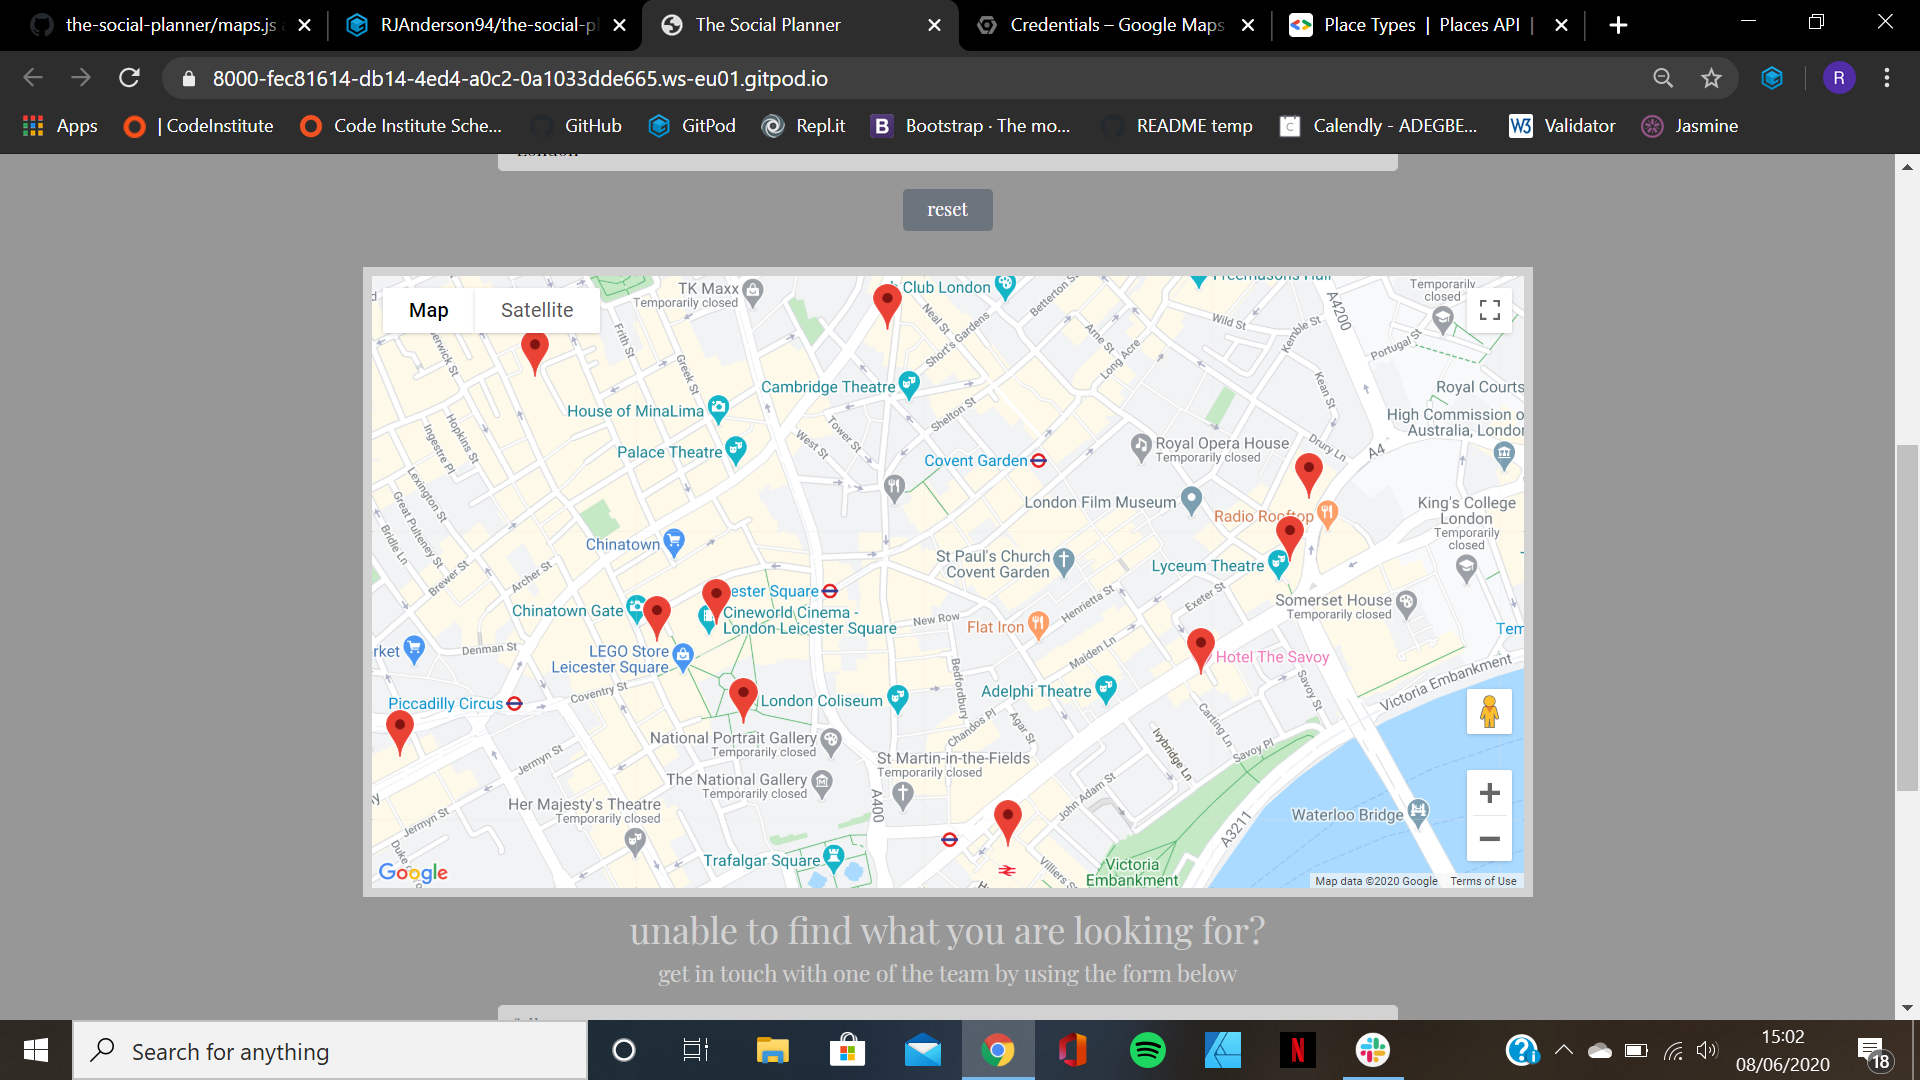 the-social-planner/maps.js
RJAnderson94/the-social-pl
The Social Planner
Credentials – Google Maps
Place Types | Places API |
8000-fec81614-db14-4ed4-a0c2-0a1033dde665.ws-eu01.gitpod.io
R
Apps
| CodeInstitute
Code Institute Sche...
GitHub
GitPod
Repl.it
B
Bootstrap · The mo...
README temp
Calendly - ADEGBE...
W3
Validator
Jasmine
London
reset
Map
Satellite
TK Maxx
Temporarily closed
Club London
Freemasons Hall
Temporarily
closed
Betterton St
Neal St
Short's Gardens
Wild St
Kemble St
A4200
Portugal St
Frith St
Greek St
Arne St
Long Acre
Kean St
Cambridge Theatre
Royal Courts
House of MinaLima
Shelton St
High Commission o
Australia, London
Hopkins St
Ingestre Pl
Tower St
West St
Royal Opera House
Temporarily closed
Drury Ln
A4
Palace Theatre
Covent Garden
Lexington St
Great Pulteney St
Bridle Ln
London Film Museum
Radio Rooftop
King's College
London
Temporarily
closed
Chinatown
Brewer St
Archer St
St Paul's Church
Covent Garden
Lyceum Theatre
ester Square
Chinatown Gate
Cineworld Cinema -
London Leicester Square
New Row
Henrietta St
Exeter St
Somerset House
Temporarily closed
Flat Iron
Tem
rket
Denman St
LEGO Store
Leicester Square
Bedfordbury
Maiden Ln
Hotel The Savoy
Victoria Embankment
Coventry St
Savoy St
Piccadilly Circus
London Coliseum
Adelphi Theatre
Carting Ln
Chandos Pl
Agar St
Ivybridge Ln
Savoy Pl
National Portrait Gallery
Temporarily closed
Jermyn St
St Martin-in-the-Fields
Temporarily closed
The National Gallery
Temporarily closed
John Adam St
A400
Her Majesty's Theatre
Temporarily closed
Jermyn St
Waterloo Bridge
A3211
Trafalgar Square
Villiers St
Victoria
Embankment
Google
Map data ©2020 Google
Terms of Use
unable to find what you are looking for?
get in touch with one of the team by using the form below
Search for anything
N
15:02
08/06/2020
18